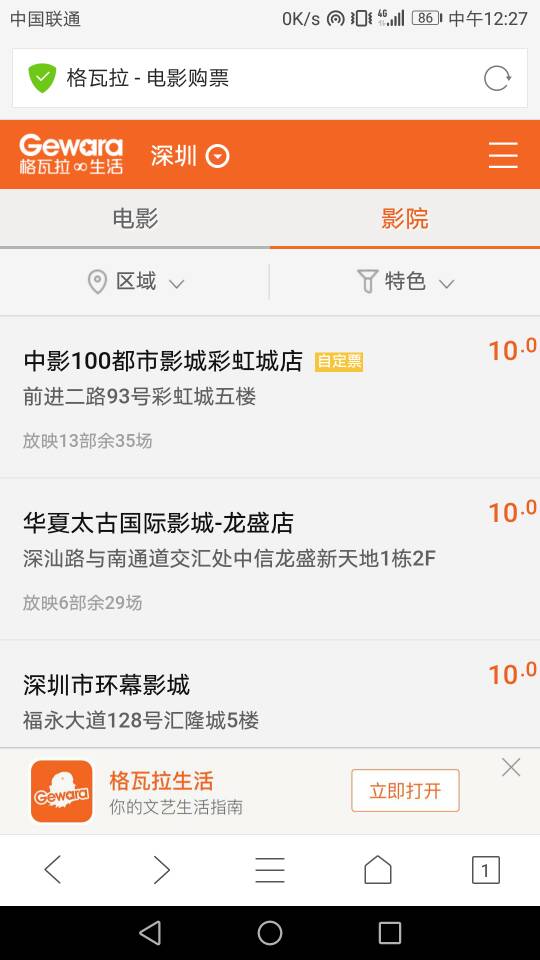 中国联通 0K/s 4G 86 中午12:27
格瓦拉 - 电影购票
Gewara
格瓦拉∞生活 深圳
电影 影院
区域 特色
中影100都市影城彩虹城店 自定票 10.0
前进二路93号彩虹城五楼
放映13部余35场
华夏太古国际影城-龙盛店 10.0
深汕路与南通道交汇处中信龙盛新天地1栋2F
放映6部余29场
深圳市环幕影城 10.0
福永大道128号汇隆城5楼
Gewara 格瓦拉生活 立即打开
你的文艺生活指南
1